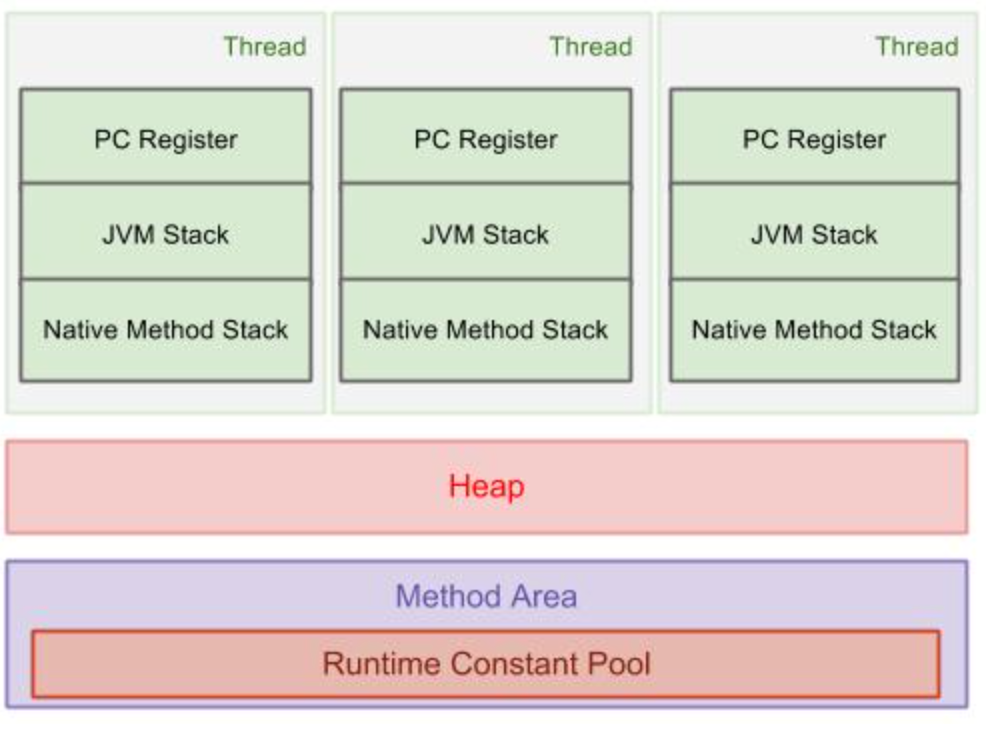 Thread
Thread
Thread
PC Register
PC Register
PC Register
JVM Stack
JVM Stack
JVM Stack
Native Method Stack
Native Method Stack
Native Method Stack
Heap
Method Area
Runtime Constant Pool